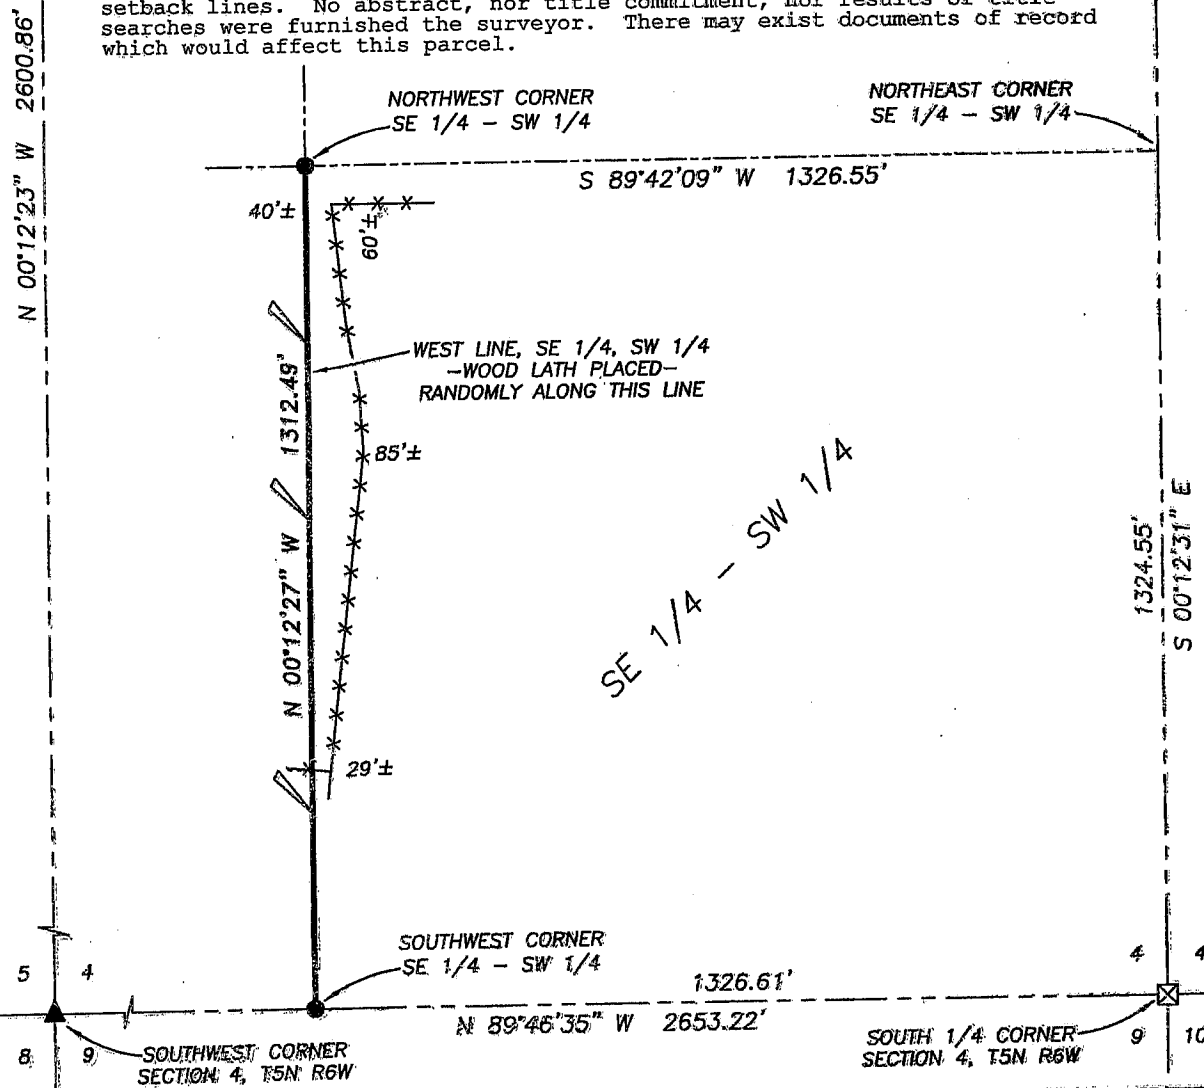 setback lines. No abstract, nor title commitment, nor results of title
searches were furnished the surveyor. There may exist documents of record
which would affect this parcel.
N 00°12'23" W 2600.86'
NORTHWEST CORNER
SE 1/4 - SW 1/4
NORTHEAST CORNER
SE 1/4 - SW 1/4
S 89°42'09" W 1326.55'
40'±
60'±
WEST LINE, SE 1/4, SW 1/4
-WOOD LATH PLACED-
RANDOMLY ALONG THIS LINE
N 00°12'27" W 1312.49'
85'±
SE 1/4 - SW 1/4
1324.55'
S 00°12'31" E
29'±
SOUTHWEST CORNER
SE 1/4 - SW 1/4
5 4
4 4
1326.61'
N 89°46'35" W 2653.22'
8 9
SOUTHWEST CORNER
SECTION 4, T5N R6W
SOUTH 1/4 CORNER
SECTION 4, T5N R6W
9 10